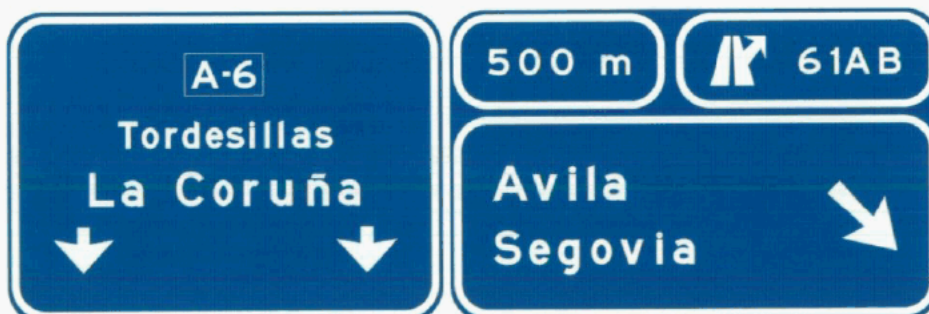 A-6
Tordesillas
La Coruña
500 m
61AB
Avila
Segovia